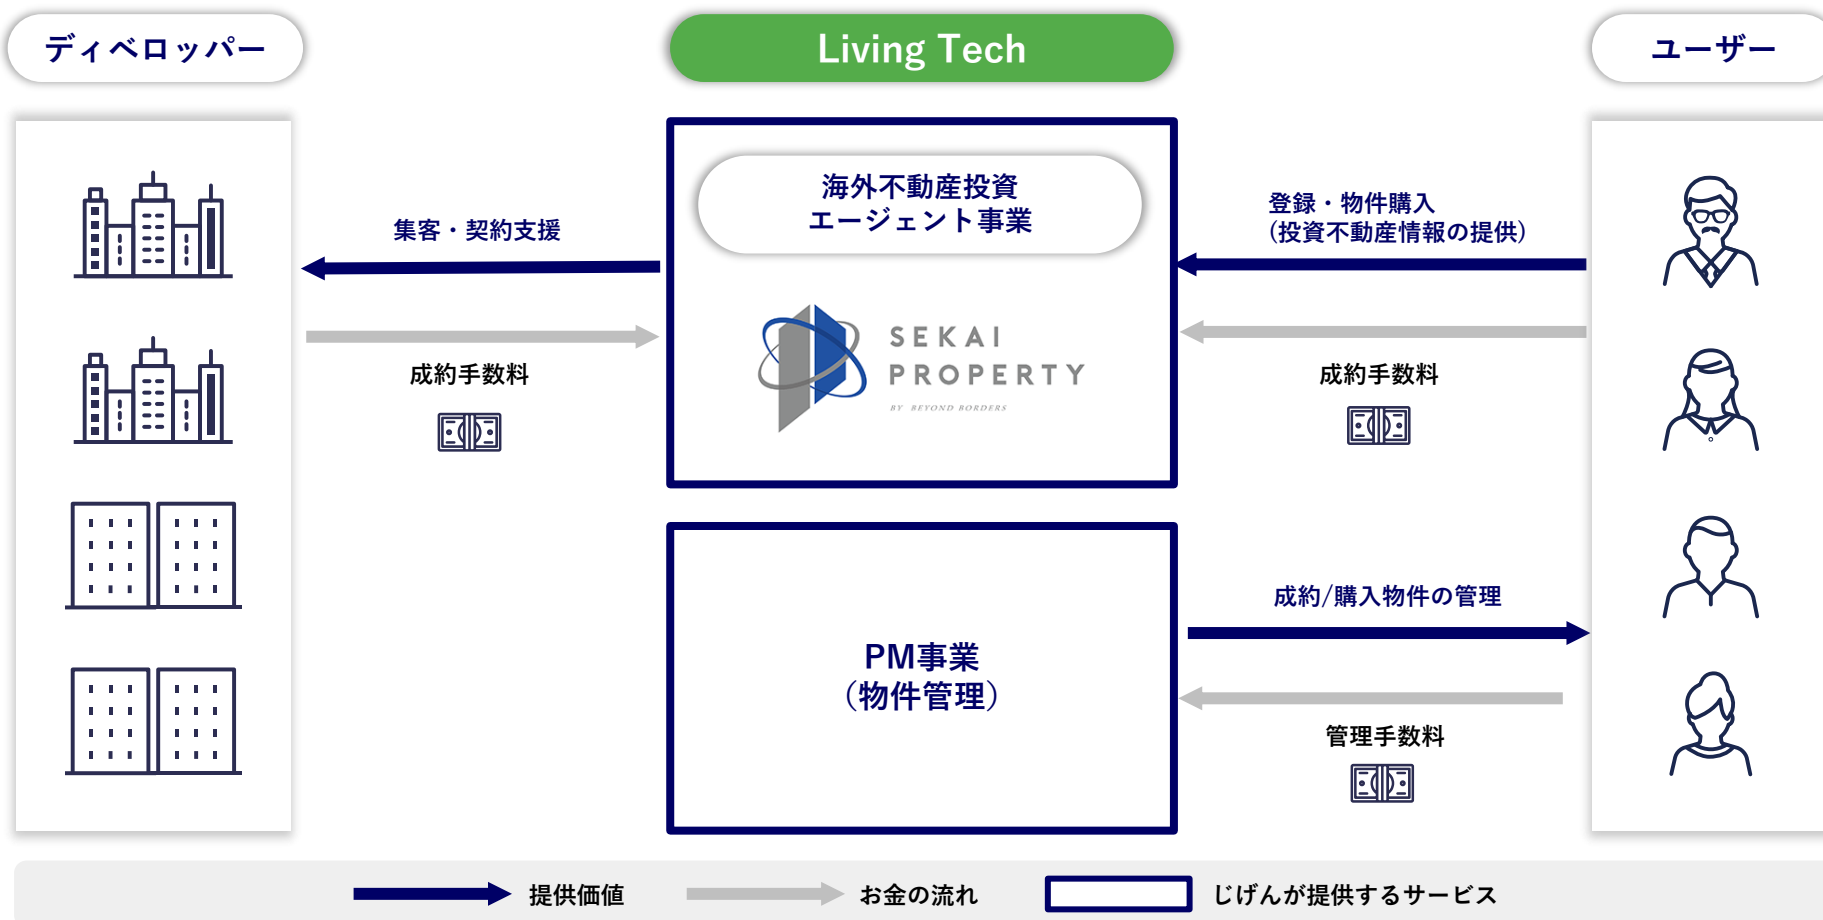 ディベロッパー
Living Tech
ユーザー
海外不動産投資
エージェント事業
集客・契約支援
登録・物件購入
(投資不動産情報の提供)
SEKAI
PROPERTY
BY BEYOND BORDERS
成約手数料
成約手数料
PM事業
(物件管理)
成約/購入物件の管理
管理手数料
提供価値
お金の流れ
じげんが提供するサービス